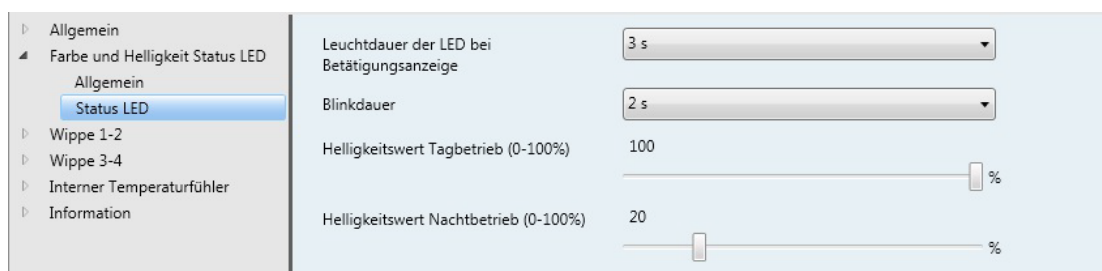 Allgemein
Farbe und Helligkeit Status LED
Allgemein
Status LED
Wippe 1-2
Wippe 3-4
Interner Temperaturfühler
Information
Leuchtdauer der LED bei
Betätigungsanzeige
3 s
Blinkdauer
2 s
Helligkeitswert Tagbetrieb (0-100%)
100
%
Helligkeitswert Nachtbetrieb (0-100%)
20
%